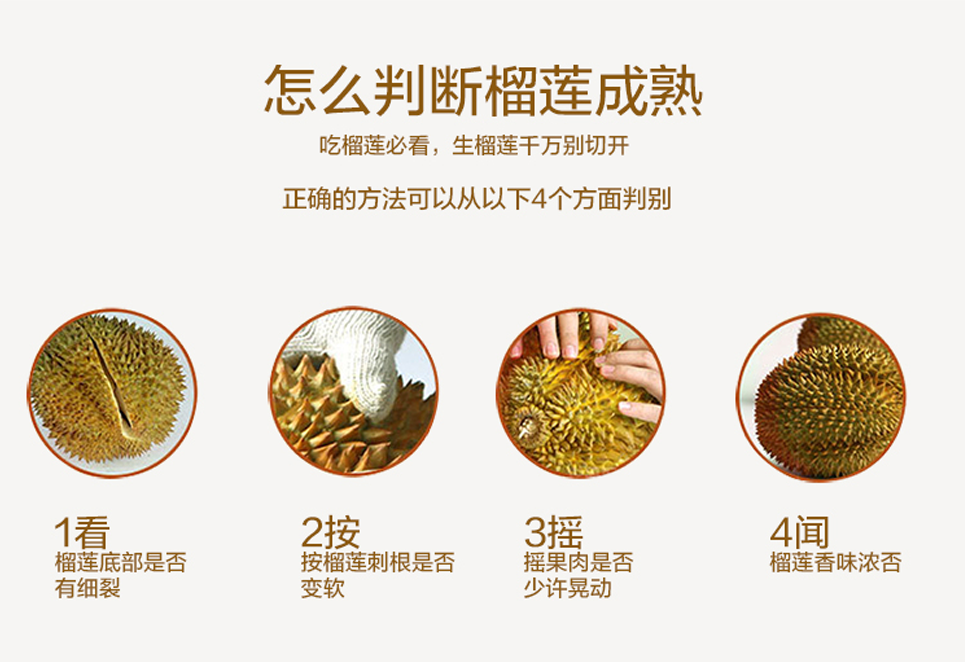 怎么判断榴莲成熟
吃榴莲必看，生榴莲千万别切开
正确的方法可以从以下4个方面判别
1看
榴莲底部是否
有细裂
2按
按榴莲刺根是否
变软
3摇
摇果肉是否
少许晃动
4闻
榴莲香味浓否